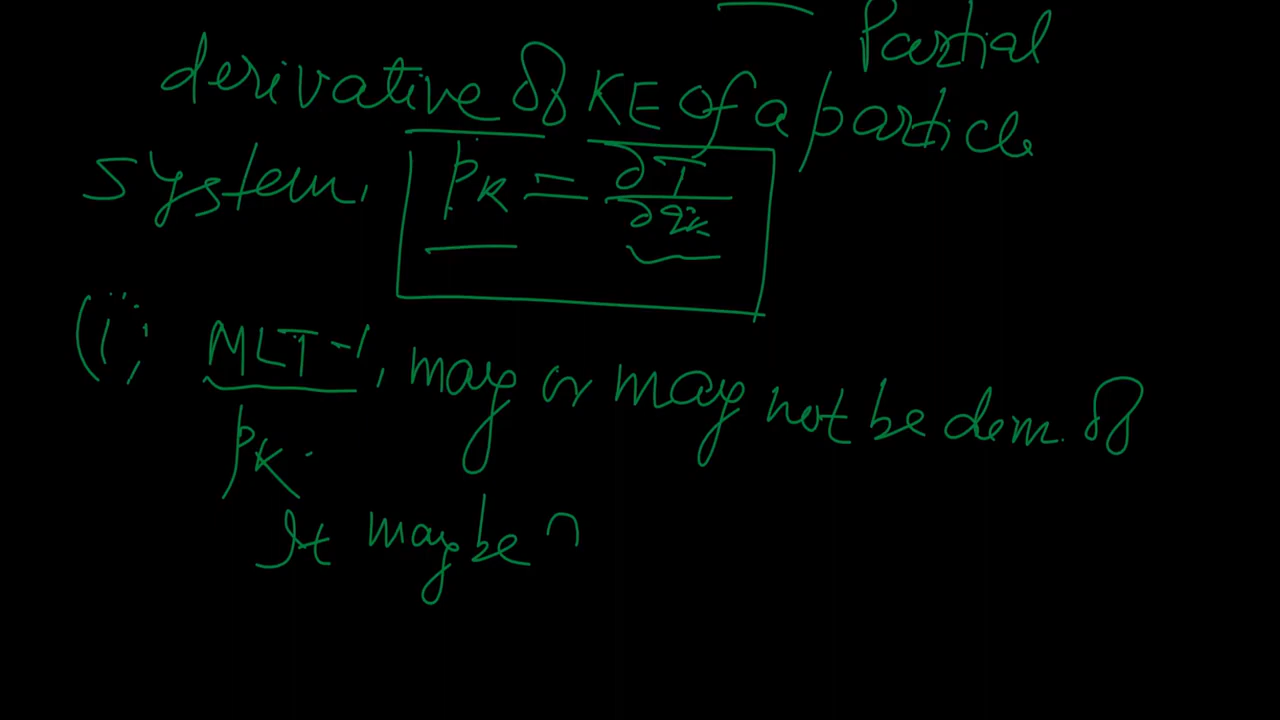 Partial
derivative of KE of a particle
system. pₖ = ∂T/∂q̇ₖ
(i) MLT⁻¹, may or may not be dem. of
pₖ.
It may be